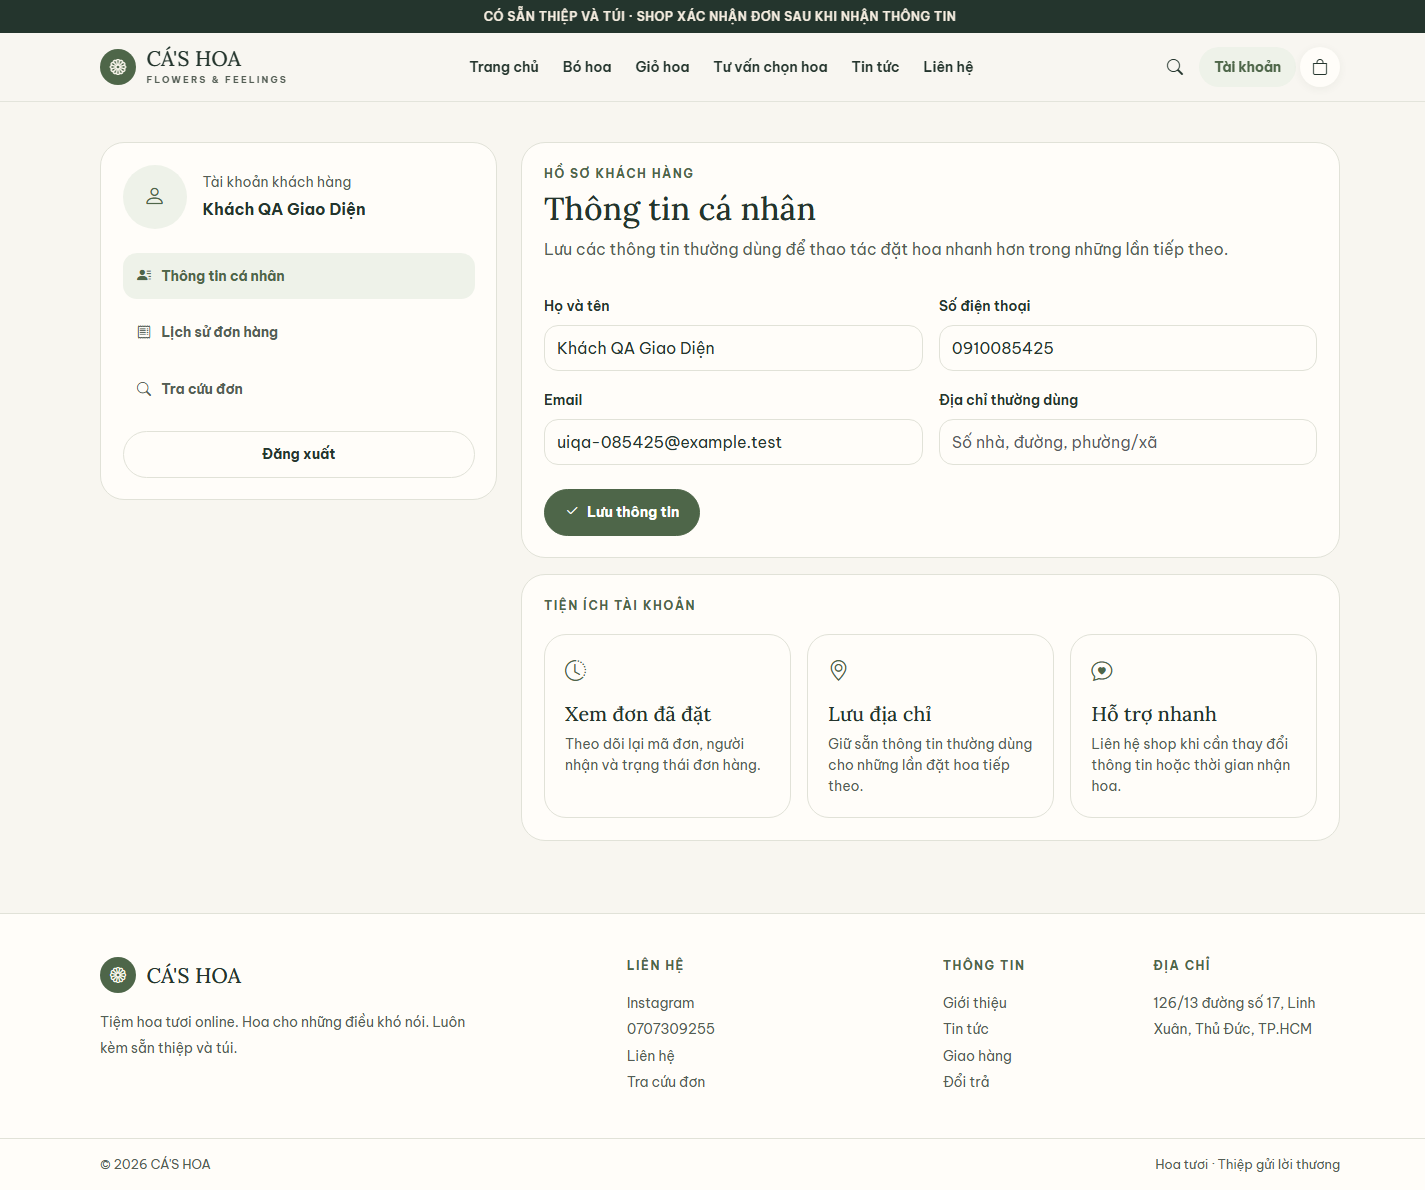 CÓ SẴN THIỆP VÀ TÚI · SHOP XÁC NHẬN ĐƠN SAU KHI NHẬN THÔNG TIN
CÁ'S HOA
FLOWERS & FEELINGS
Trang chủ
Bó hoa
Giỏ hoa
Tư vấn chọn hoa
Tin tức
Liên hệ
Tài khoản
Tài khoản khách hàng
Khách QA Giao Diện
Thông tin cá nhân
Lịch sử đơn hàng
Tra cứu đơn
Đăng xuất
HỒ SƠ KHÁCH HÀNG
Thông tin cá nhân
Lưu các thông tin thường dùng để thao tác đặt hoa nhanh hơn trong những lần tiếp theo.
Họ và tên
Khách QA Giao Diện
Số điện thoại
0910085425
Email
uiqa-085425@example.test
Địa chỉ thường dùng
Số nhà, đường, phường/xã
Lưu thông tin
TIỆN ÍCH TÀI KHOẢN
Xem đơn đã đặt
Theo dõi lại mã đơn, người
nhận và trạng thái đơn hàng.
Lưu địa chỉ
Giữ sẵn thông tin thường dùng
cho những lần đặt hoa tiếp
theo.
Hỗ trợ nhanh
Liên hệ shop khi cần thay đổi
thông tin hoặc thời gian nhận
hoa.
CÁ'S HOA
Tiệm hoa tươi online. Hoa cho những điều khó nói. Luôn
kèm sẵn thiệp và túi.
LIÊN HỆ
Instagram
0707309255
Liên hệ
Tra cứu đơn
THÔNG TIN
Giới thiệu
Tin tức
Giao hàng
Đổi trả
ĐỊA CHỈ
126/13 đường số 17, Linh
Xuân, Thủ Đức, TP.HCM
© 2026 CÁ'S HOA
Hoa tươi · Thiệp gửi lời thương